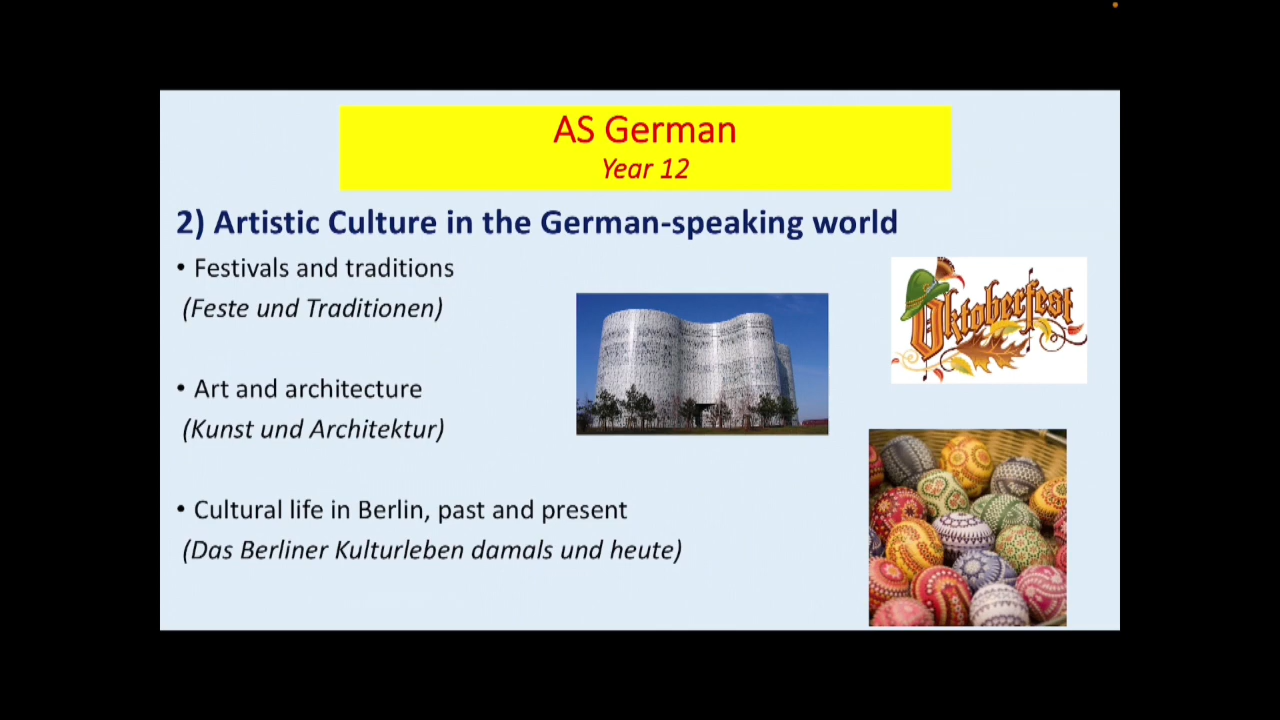 AS German
Year 12
2) Artistic Culture in the German-speaking world
• Festivals and traditions
(Feste und Traditionen)
Oktoberfest
• Art and architecture
(Kunst und Architektur)
• Cultural life in Berlin, past and present
(Das Berliner Kulturleben damals und heute)